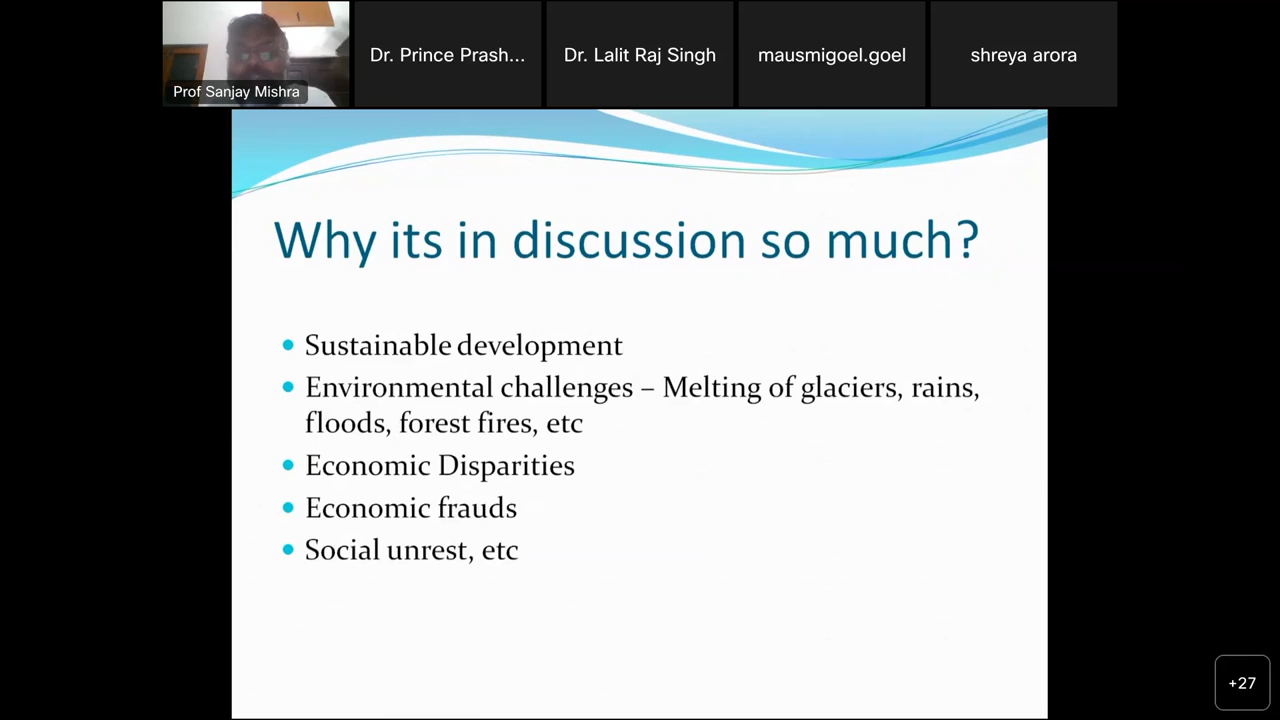 Prof Sanjay Mishra
Dr. Prince Prash...
Dr. Lalit Raj Singh
mausmigoel.goel
shreya arora
Why its in discussion so much?
• Sustainable development
• Environmental challenges – Melting of glaciers, rains,
floods, forest fires, etc
• Economic Disparities
• Economic frauds
• Social unrest, etc
+27